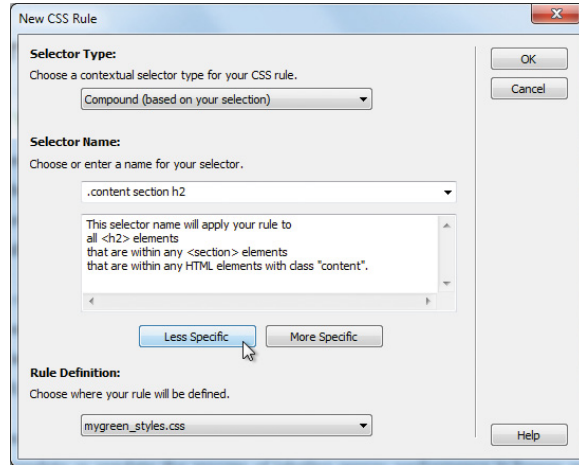 New CSS Rule
Selector Type:
Choose a contextual selector type for your CSS rule.
Compound (based on your selection)
OK
Cancel
Selector Name:
Choose or enter a name for your selector.
.content section h2
This selector name will apply your rule to
all <h2> elements
that are within any <section> elements
that are within any HTML elements with class "content".
Less Specific
More Specific
Rule Definition:
Choose where your rule will be defined.
mygreen_styles.css
Help